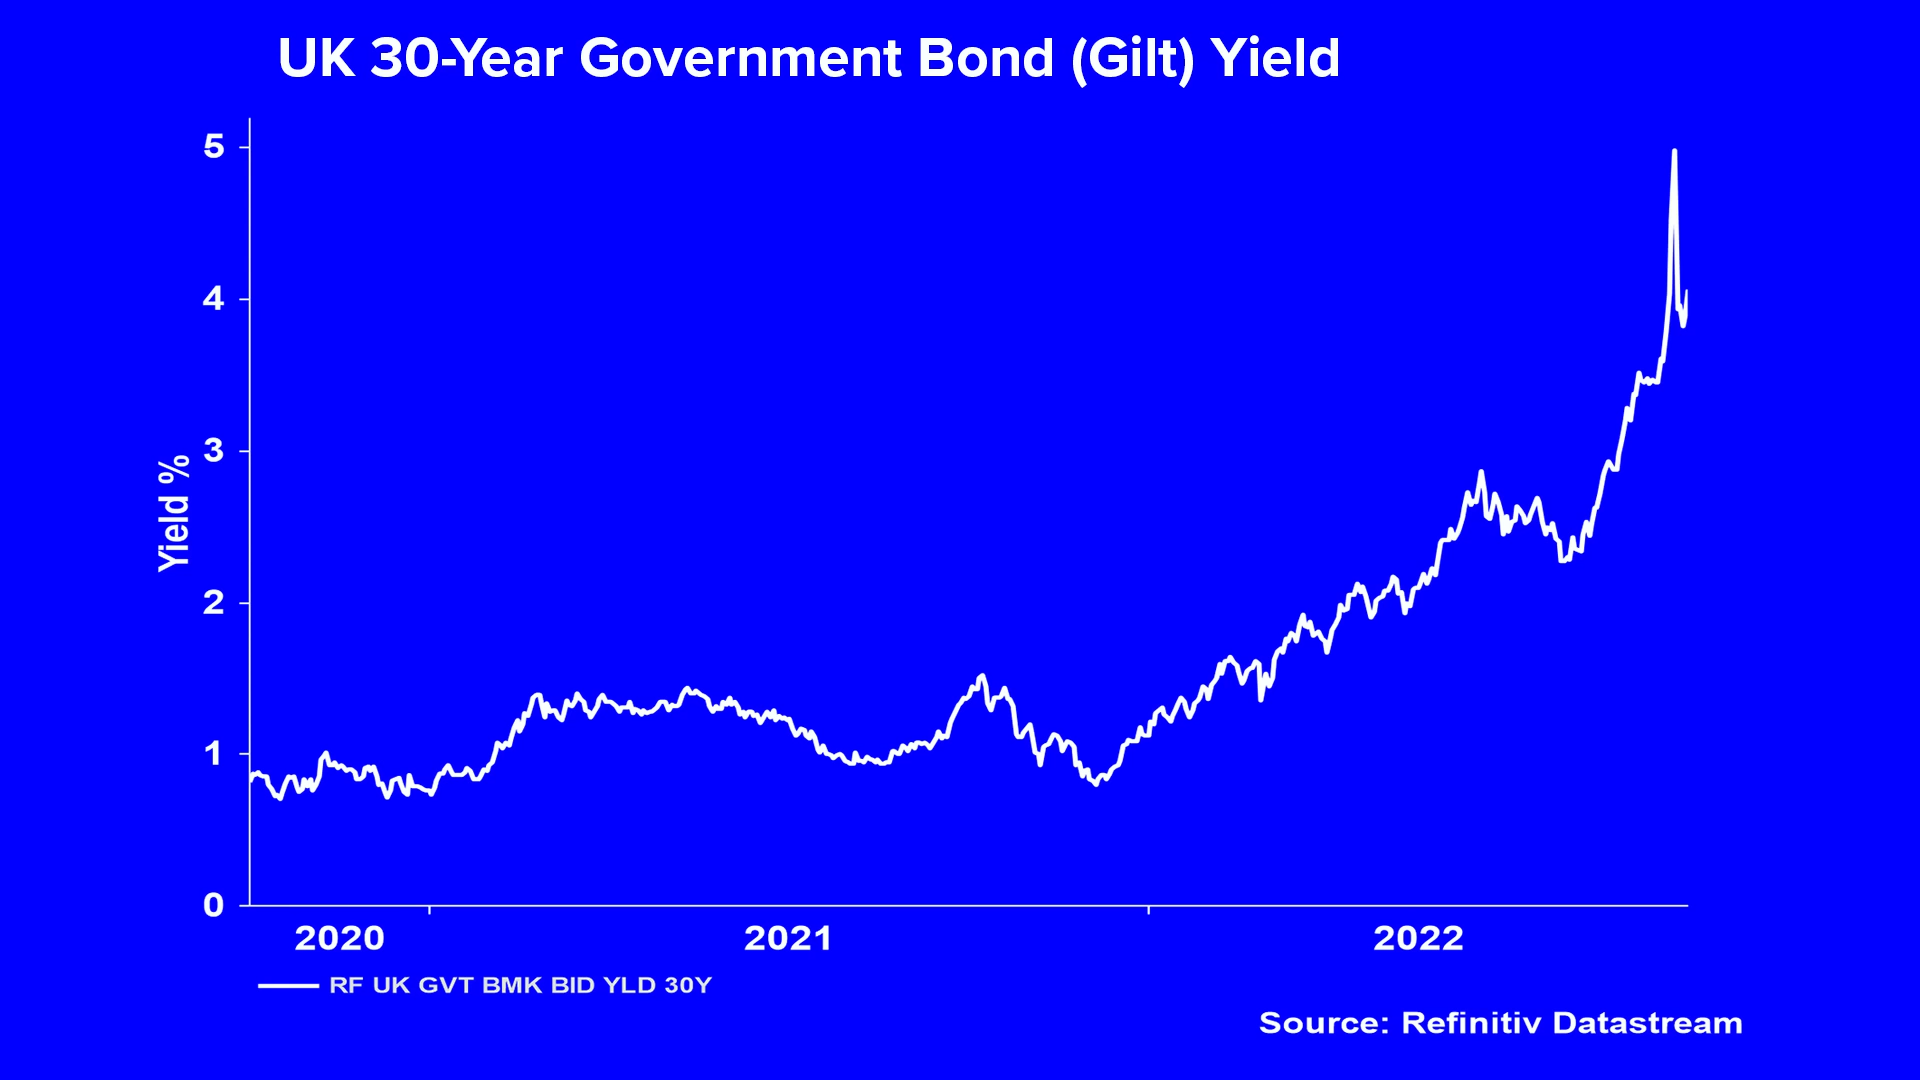 UK 30-Year Government Bond (Gilt) Yield
5
4
3
2
1
0
Yield %
2020 2021 2022
RF UK GVT BMK BID YLD 30Y
Source: Refinitiv Datastream